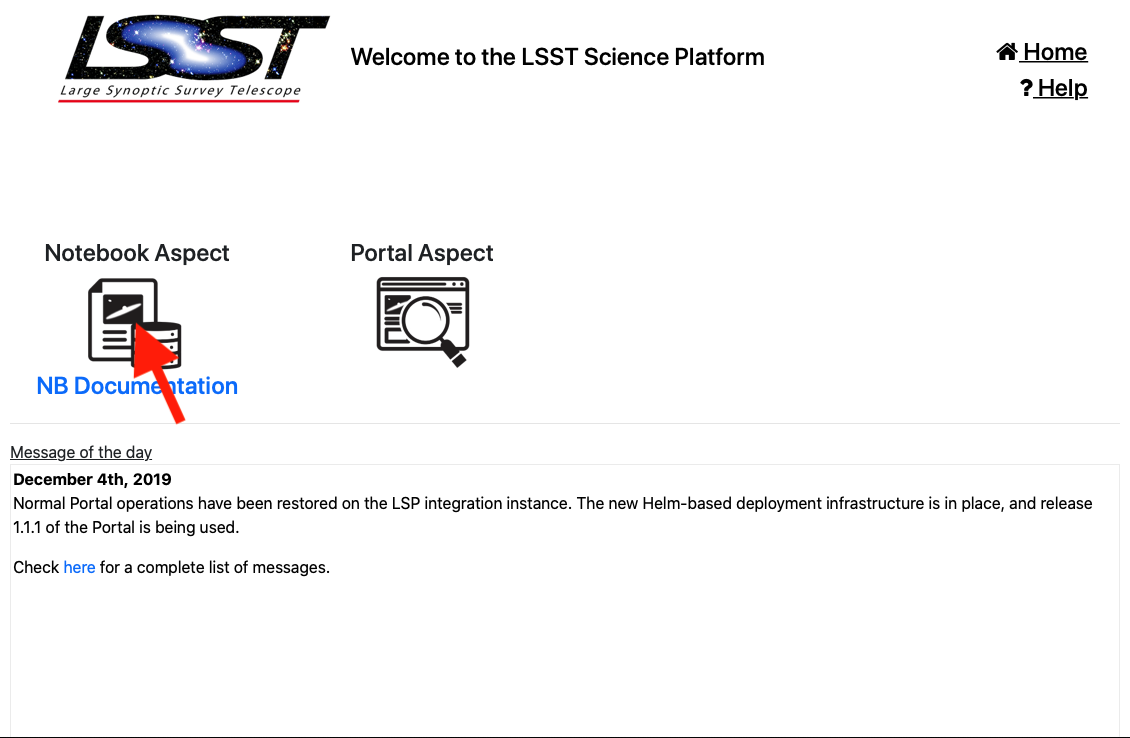 LSST
Large Synoptic Survey Telescope
Welcome to the LSST Science Platform
Home
? Help
Notebook Aspect
Portal Aspect
NB Documentation
Message of the day
December 4th, 2019
Normal Portal operations have been restored on the LSP integration instance. The new Helm-based deployment infrastructure is in place, and release
1.1.1 of the Portal is being used.
Check here for a complete list of messages.